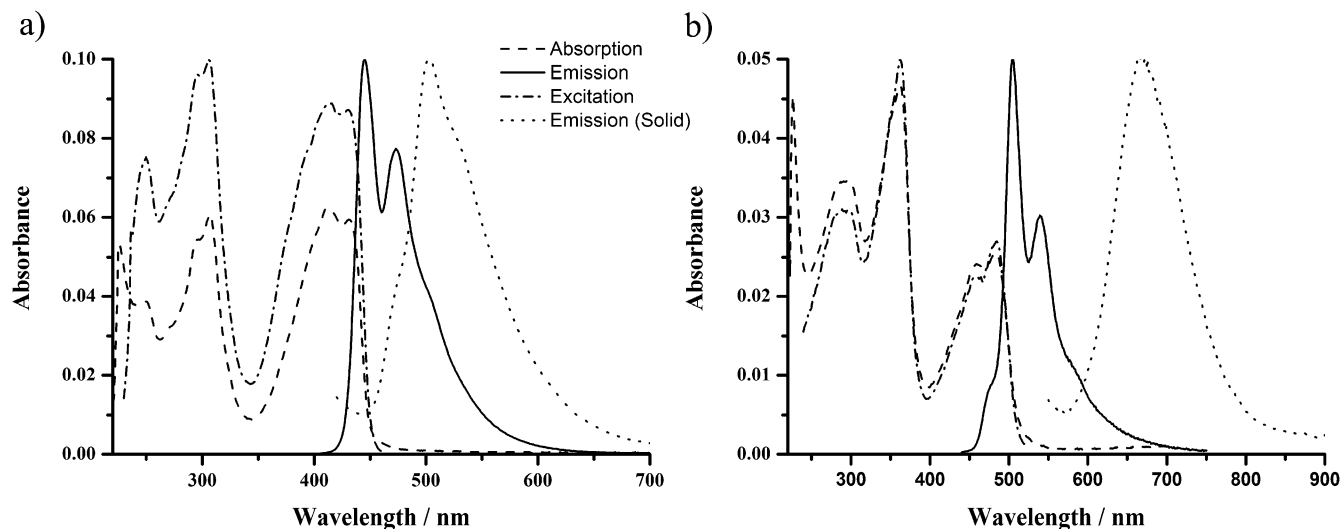 a)
Absorption
Emission
Excitation
Emission (Solid)
0.10
0.08
0.06
0.04
0.02
0.00
Absorbance
300 400 500 600 700
Wavelength / nm
b)
0.05
0.04
0.03
0.02
0.01
0.00
Absorbance
300 400 500 600 700 800 900
Wavelength / nm